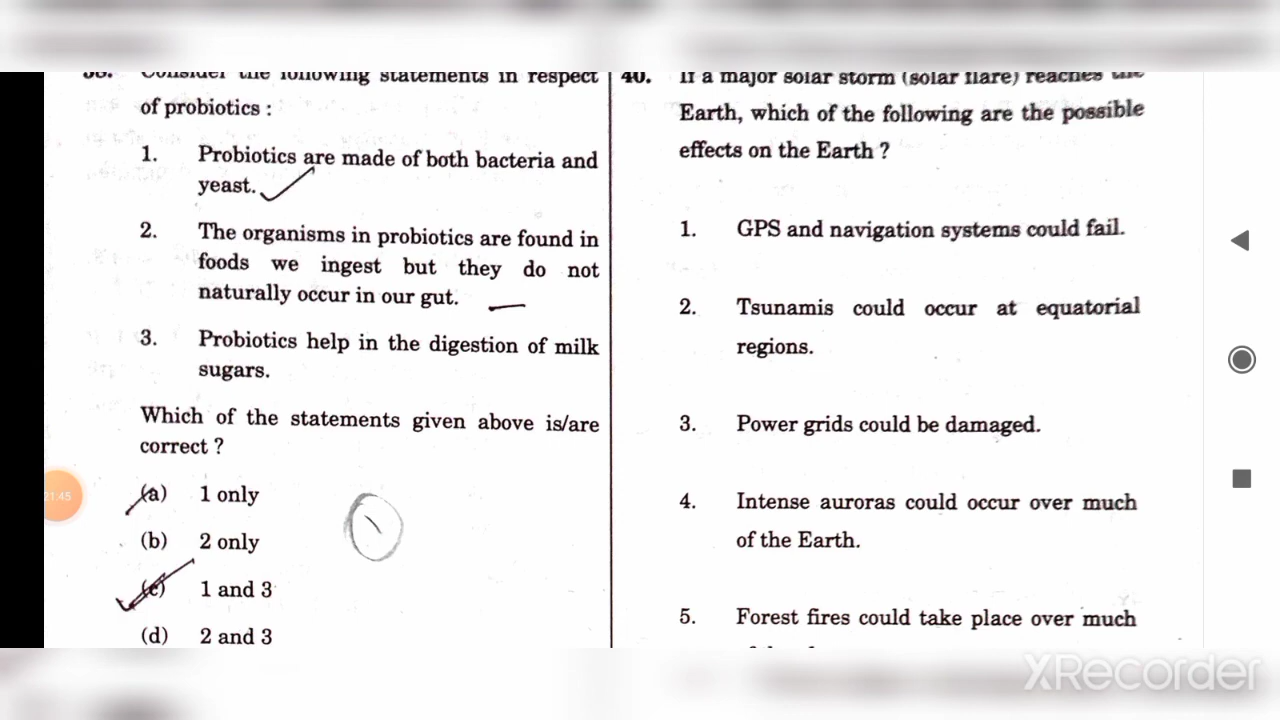 Consider the following statements in respect
of probiotics :
1. Probiotics are made of both bacteria and
yeast.
2. The organisms in probiotics are found in
foods we ingest but they do not
naturally occur in our gut.
3. Probiotics help in the digestion of milk
sugars.
Which of the statements given above is/are
correct ?
(a) 1 only
(b) 2 only
(c) 1 and 3
(d) 2 and 3
40. If a major solar storm (solar flare) reaches the
Earth, which of the following are the possible
effects on the Earth ?
1. GPS and navigation systems could fail.
2. Tsunamis could occur at equatorial
regions.
3. Power grids could be damaged.
4. Intense auroras could occur over much
of the Earth.
5. Forest fires could take place over much
21:45
XRecorder